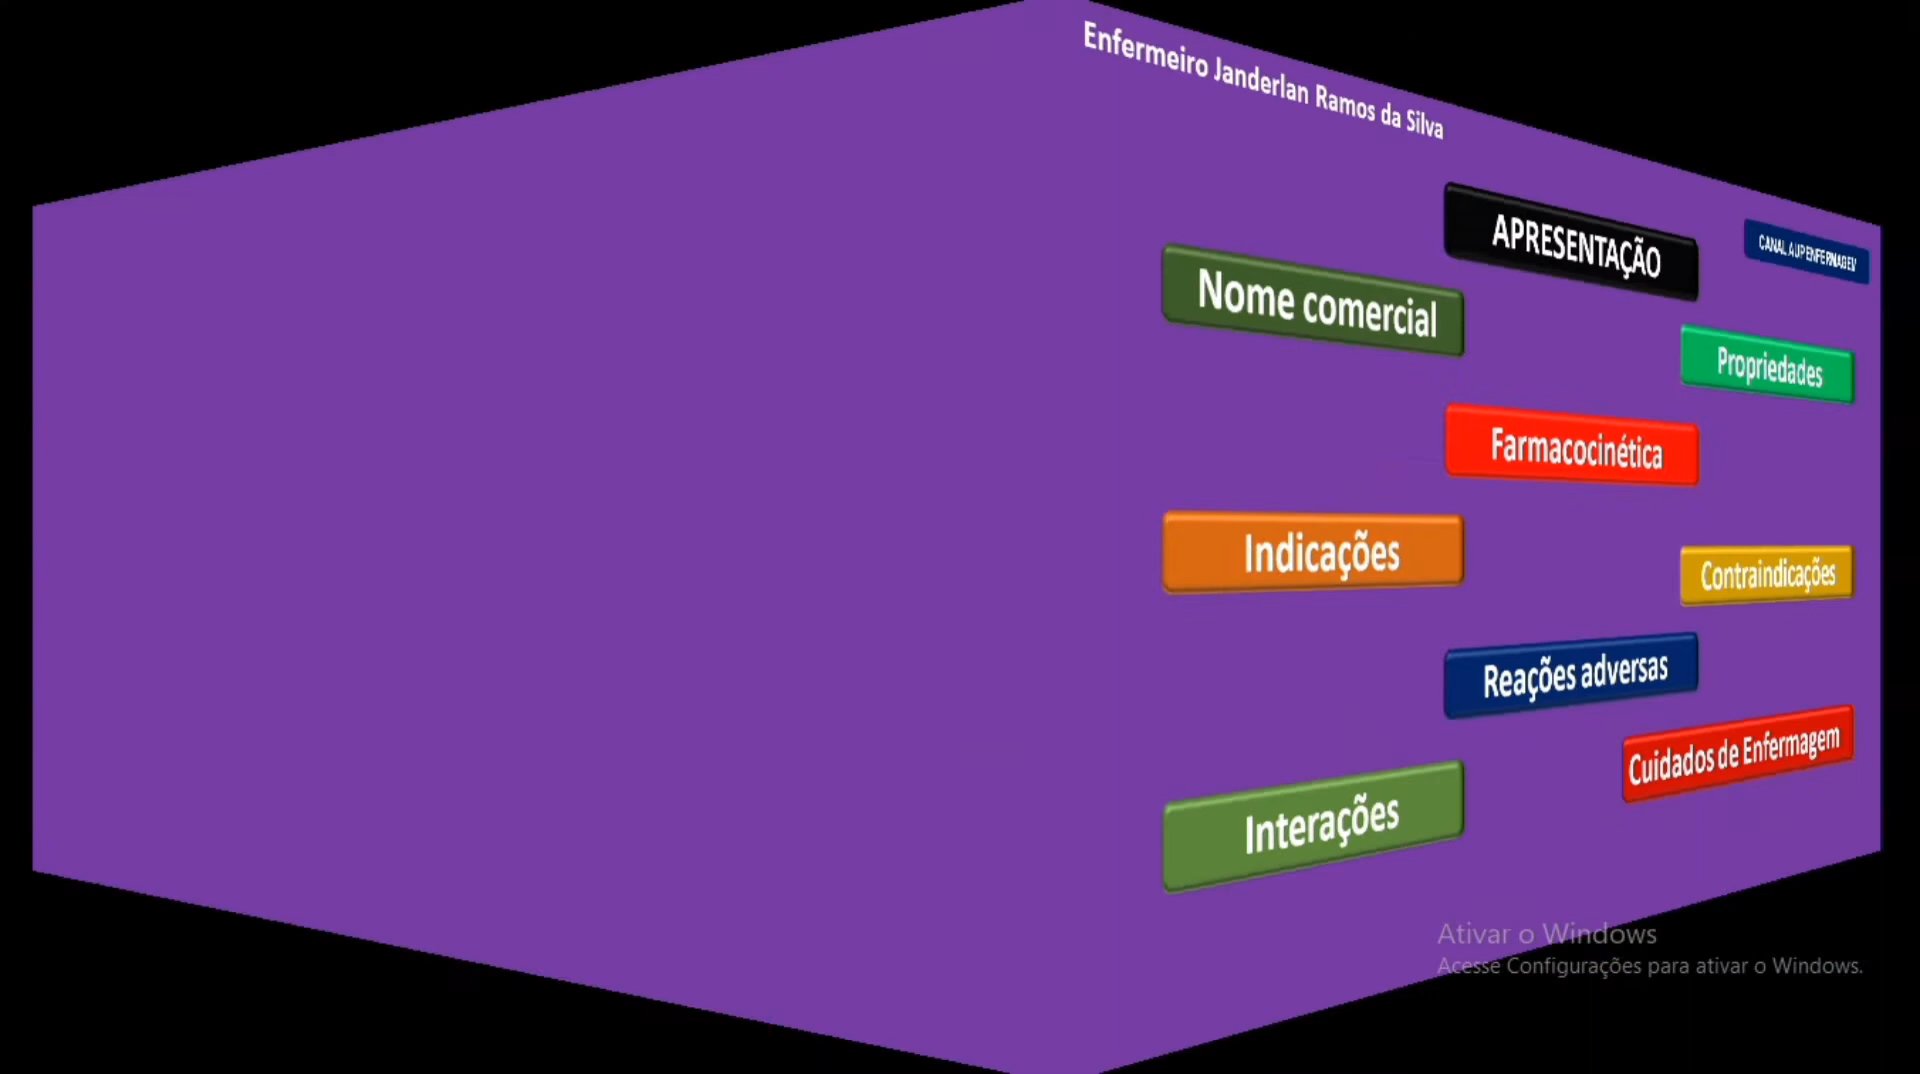 Enfermeiro Janderlan Ramos da Silva
APRESENTAÇÃO
Nome comercial
Propriedades
Farmacocinética
Indicações
Contraindicações
Reações adversas
Cuidados de Enfermagem
Interações
Ativar o Windows
Acesse Configurações para ativar o Windows.
CANAL